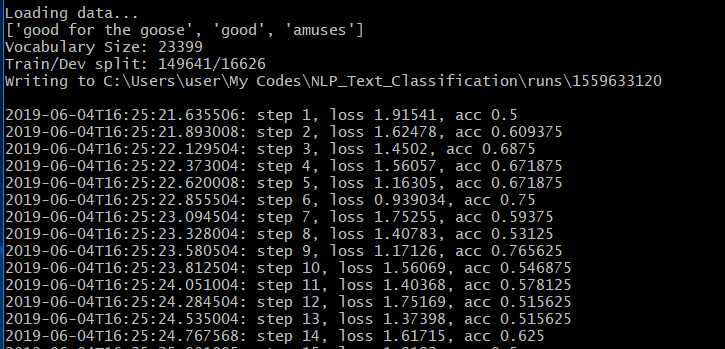 Loading data...
['good for the goose', 'good', 'amuses']
Vocabulary Size: 23399
Train/Dev split: 149641/16626
Writing to C:\Users\user\My Codes\NLP_Text_Classification\runs\1559633120
2019-06-04T16:25:21.635506: step 1, loss 1.91541, acc 0.5
2019-06-04T16:25:21.893008: step 2, loss 1.62478, acc 0.609375
2019-06-04T16:25:22.129504: step 3, loss 1.4502, acc 0.6875
2019-06-04T16:25:22.373004: step 4, loss 1.56057, acc 0.671875
2019-06-04T16:25:22.620008: step 5, loss 1.16305, acc 0.671875
2019-06-04T16:25:22.855504: step 6, loss 0.939034, acc 0.75
2019-06-04T16:25:23.094504: step 7, loss 1.75255, acc 0.59375
2019-06-04T16:25:23.328004: step 8, loss 1.40783, acc 0.53125
2019-06-04T16:25:23.580504: step 9, loss 1.17126, acc 0.765625
2019-06-04T16:25:23.812504: step 10, loss 1.56069, acc 0.546875
2019-06-04T16:25:24.051004: step 11, loss 1.40368, acc 0.578125
2019-06-04T16:25:24.284504: step 12, loss 1.75169, acc 0.515625
2019-06-04T16:25:24.535004: step 13, loss 1.37398, acc 0.515625
2019-06-04T16:25:24.767568: step 14, loss 1.61715, acc 0.625